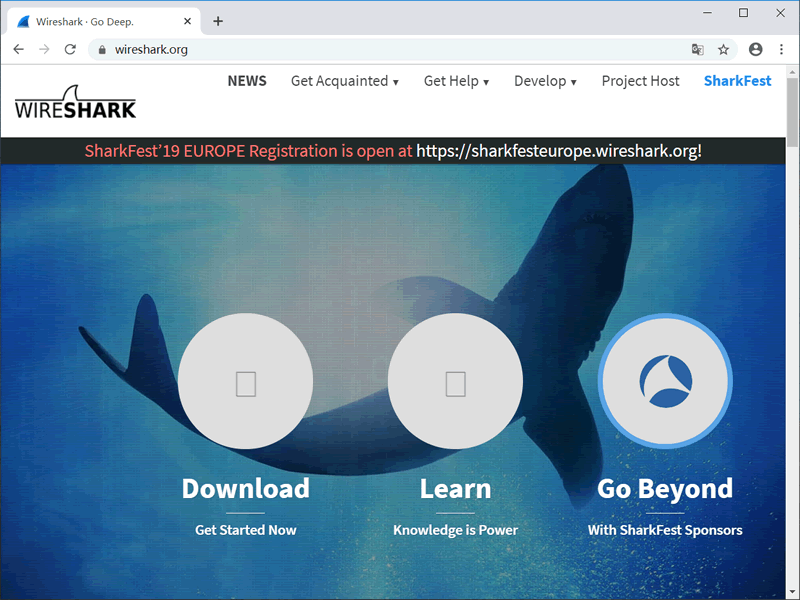 Wireshark · Go Deep.
wireshark.org
NEWS Get Acquainted ▼ Get Help ▼ Develop ▼ Project Host SharkFest
WIRESHARK
SharkFest’19 EUROPE Registration is open at https://sharkfesteurope.wireshark.org!
Download Learn Go Beyond
Get Started Now Knowledge is Power With SharkFest Sponsors